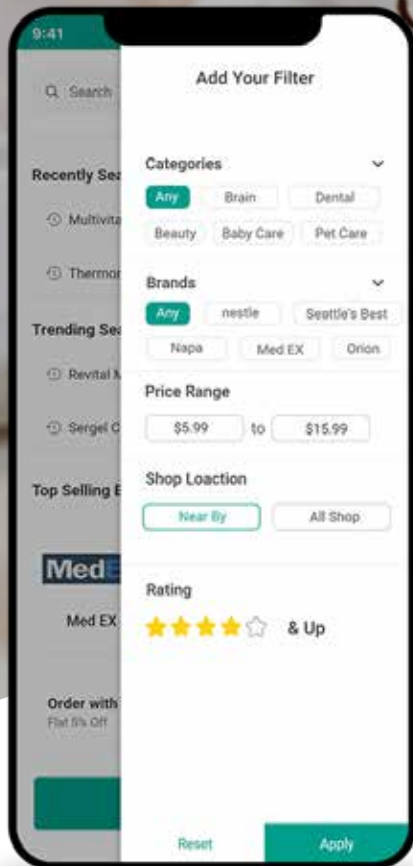 9:41
Add Your Filter
Search
Categories
Recently Sea
Any Brain Dental
Multivita
Beauty Baby Care Pet Care
Thermor
Brands
Any nestle Seattle's Best
Trending Sea
Napa Med EX Orion
Revital M
Price Range
Sergel C
$5.99 to $15.99
Shop Loaction
Top Selling E
Near By All Shop
MedE
Rating
Med EX
& Up
Order with
Flat 5% Off
Reset Apply